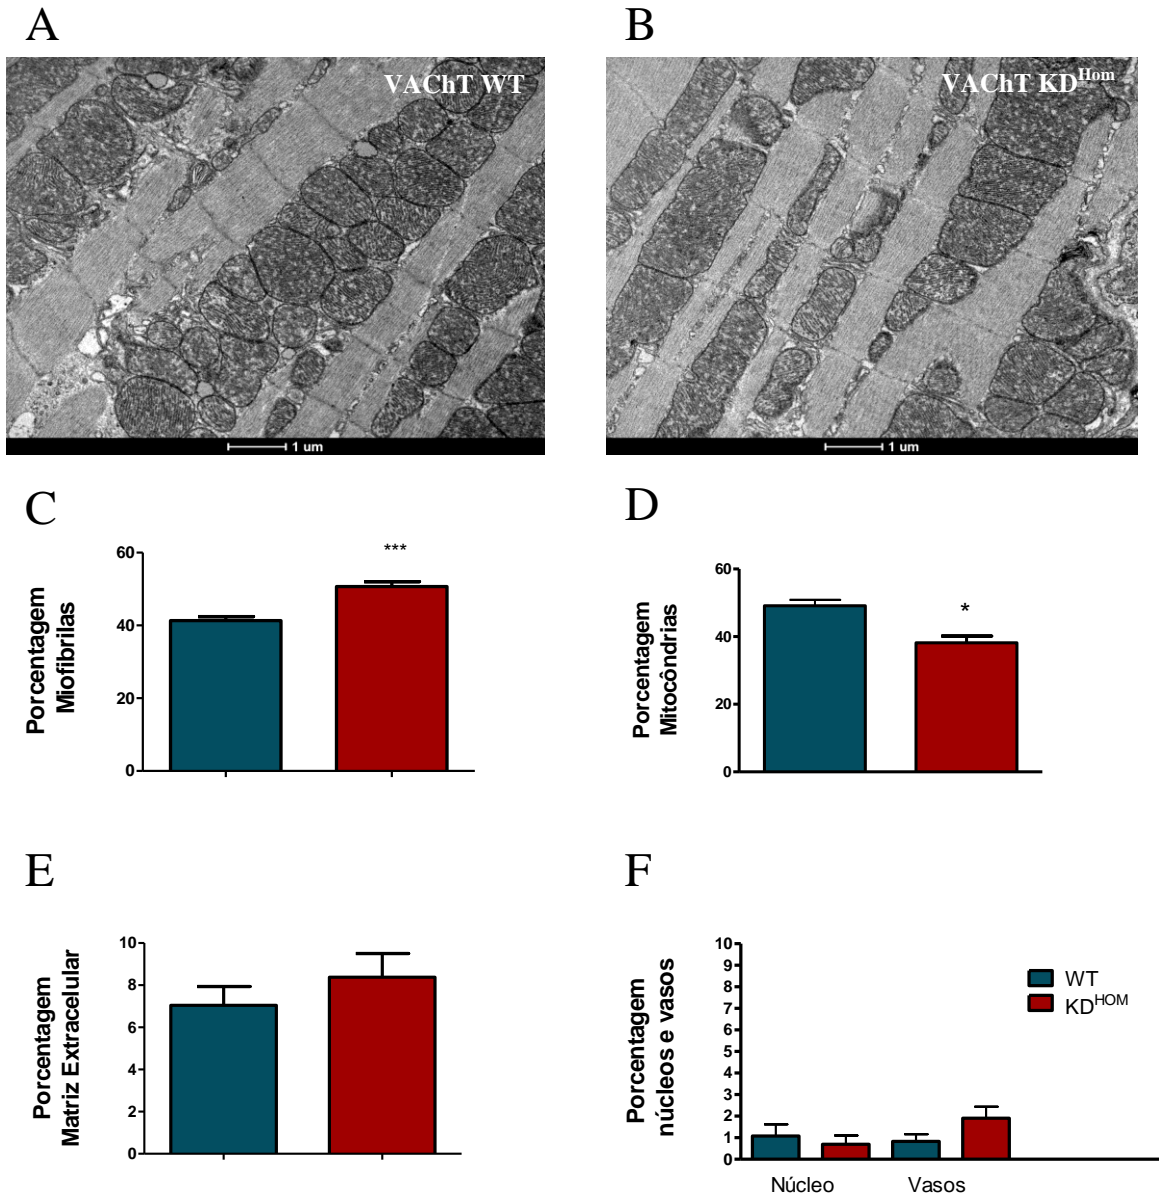 A
B
VAChT WT
VAChT KD^Hom
1 um
1 um
C
D
***
60
40
20
0
Porcentagem
Miofibrilas
*
60
40
20
0
Porcentagem
Mitocôndrias
E
F
10
8
6
4
2
0
Porcentagem
Matriz Extracelular
10
9
8
7
6
5
4
3
2
1
0
Porcentagem
núcleos e vasos
WT
KD^HOM
Núcleo
Vasos